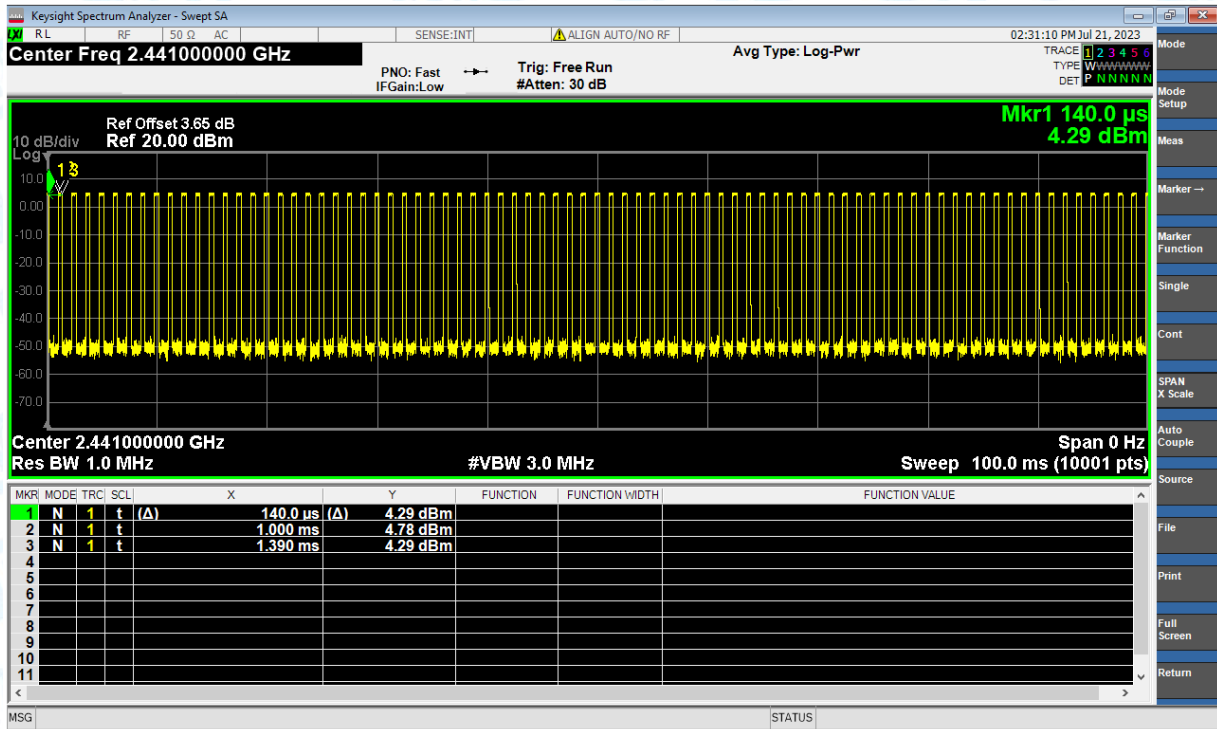 Keysight Spectrum Analyzer - Swept SA
LXI RL RF 50 Ω AC SENSE:INT ALIGN AUTO/NO RF 02:31:10 PM Jul 21, 2023
Center Freq 2.441000000 GHz
PNO: Fast
IFGain:Low
Trig: Free Run
#Atten: 30 dB
Avg Type: Log-Pwr
TRACE 1 2 3 4 5 6
TYPE WWWWWW
DET P N N N N N
Mkr1 140.0 µs
4.29 dBm
Ref Offset 3.65 dB
10 dB/div Ref 20.00 dBm
Log
1 3
10.0
0.00
-10.0
-20.0
-30.0
-40.0
-50.0
-60.0
-70.0
Center 2.441000000 GHz Span 0 Hz
Res BW 1.0 MHz #VBW 3.0 MHz Sweep 100.0 ms (10001 pts)
MKR MODE TRC SCL X Y FUNCTION FUNCTION WIDTH FUNCTION VALUE
1 N 1 t (Δ) 140.0 µs (Δ) 4.29 dBm
2 N 1 t 1.000 ms 4.78 dBm
3 N 1 t 1.390 ms 4.29 dBm
4
5
6
7
8
9
10
11
MSG STATUS
Mode
Mode
Setup
Meas
Marker →
Marker
Function
Single
Cont
SPAN
X Scale
Auto
Couple
Source
File
Print
Full
Screen
Return